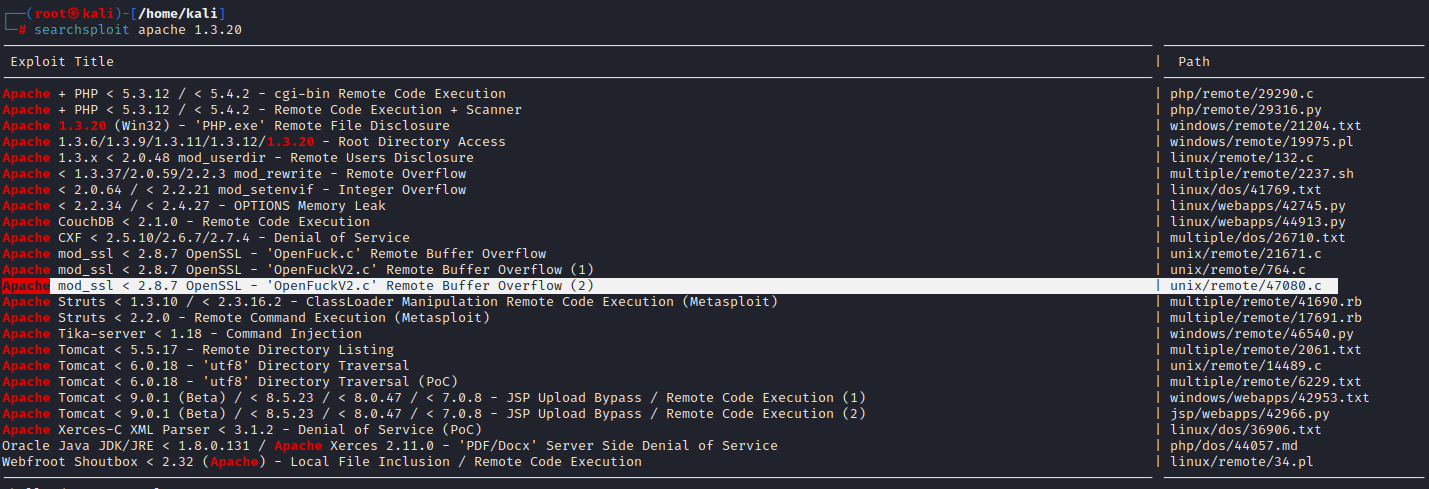 ┌──(root㉿kali)-[/home/kali]
└─# searchsploit apache 1.3.20
Exploit Title | Path
Apache + PHP < 5.3.12 / < 5.4.2 - cgi-bin Remote Code Execution | php/remote/29290.c
Apache + PHP < 5.3.12 / < 5.4.2 - Remote Code Execution + Scanner | php/remote/29316.py
Apache 1.3.20 (Win32) - 'PHP.exe' Remote File Disclosure | windows/remote/21204.txt
Apache 1.3.6/1.3.9/1.3.11/1.3.12/1.3.20 - Root Directory Access | windows/remote/19975.pl
Apache 1.3.x < 2.0.48 mod_userdir - Remote Users Disclosure | linux/remote/132.c
Apache < 1.3.37/2.0.59/2.2.3 mod_rewrite - Remote Overflow | multiple/remote/2237.sh
Apache < 2.0.64 / < 2.2.21 mod_setenvif - Integer Overflow | linux/dos/41769.txt
Apache < 2.2.34 / < 2.4.27 - OPTIONS Memory Leak | linux/webapps/42745.py
Apache CouchDB < 2.1.0 - Remote Code Execution | linux/webapps/44913.py
Apache CXF < 2.5.10/2.6.7/2.7.4 - Denial of Service | multiple/dos/26710.txt
Apache mod_ssl < 2.8.7 OpenSSL - 'OpenFuck.c' Remote Buffer Overflow | unix/remote/21671.c
Apache mod_ssl < 2.8.7 OpenSSL - 'OpenFuckV2.c' Remote Buffer Overflow (1) | unix/remote/764.c
Apache mod_ssl < 2.8.7 OpenSSL - 'OpenFuckV2.c' Remote Buffer Overflow (2) | unix/remote/47080.c
Apache Struts < 1.3.10 / < 2.3.16.2 - ClassLoader Manipulation Remote Code Execution (Metasploit) | multiple/remote/41690.rb
Apache Struts < 2.2.0 - Remote Command Execution (Metasploit) | multiple/remote/17691.rb
Apache Tika-server < 1.18 - Command Injection | windows/remote/46540.py
Apache Tomcat < 5.5.17 - Remote Directory Listing | multiple/remote/2061.txt
Apache Tomcat < 6.0.18 - 'utf8' Directory Traversal | unix/remote/14489.c
Apache Tomcat < 6.0.18 - 'utf8' Directory Traversal (PoC) | multiple/remote/6229.txt
Apache Tomcat < 9.0.1 (Beta) / < 8.5.23 / < 8.0.47 / < 7.0.8 - JSP Upload Bypass / Remote Code Execution (1) | windows/webapps/42953.txt
Apache Tomcat < 9.0.1 (Beta) / < 8.5.23 / < 8.0.47 / < 7.0.8 - JSP Upload Bypass / Remote Code Execution (2) | jsp/webapps/42966.py
Apache Xerces-C XML Parser < 3.1.2 - Denial of Service (PoC) | linux/dos/36906.txt
Oracle Java JDK/JRE < 1.8.0.131 / Apache Xerces 2.11.0 - 'PDF/Docx' Server Side Denial of Service | php/dos/44057.md
Webfroot Shoutbox < 2.32 (Apache) - Local File Inclusion / Remote Code Execution | linux/remote/34.pl